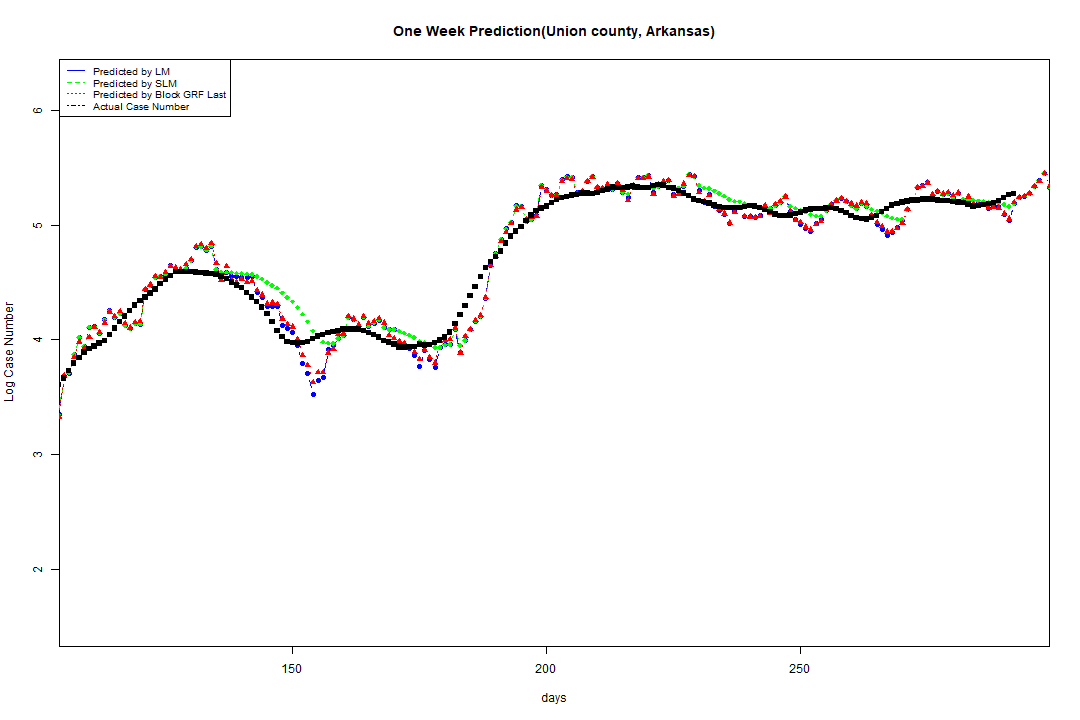 One Week Prediction(Union county, Arkansas)
Predicted by LM
Predicted by SLM
Predicted by Block GRF Last
Actual Case Number
6
5
4
3
2
Log Case Number
150
200
250
days